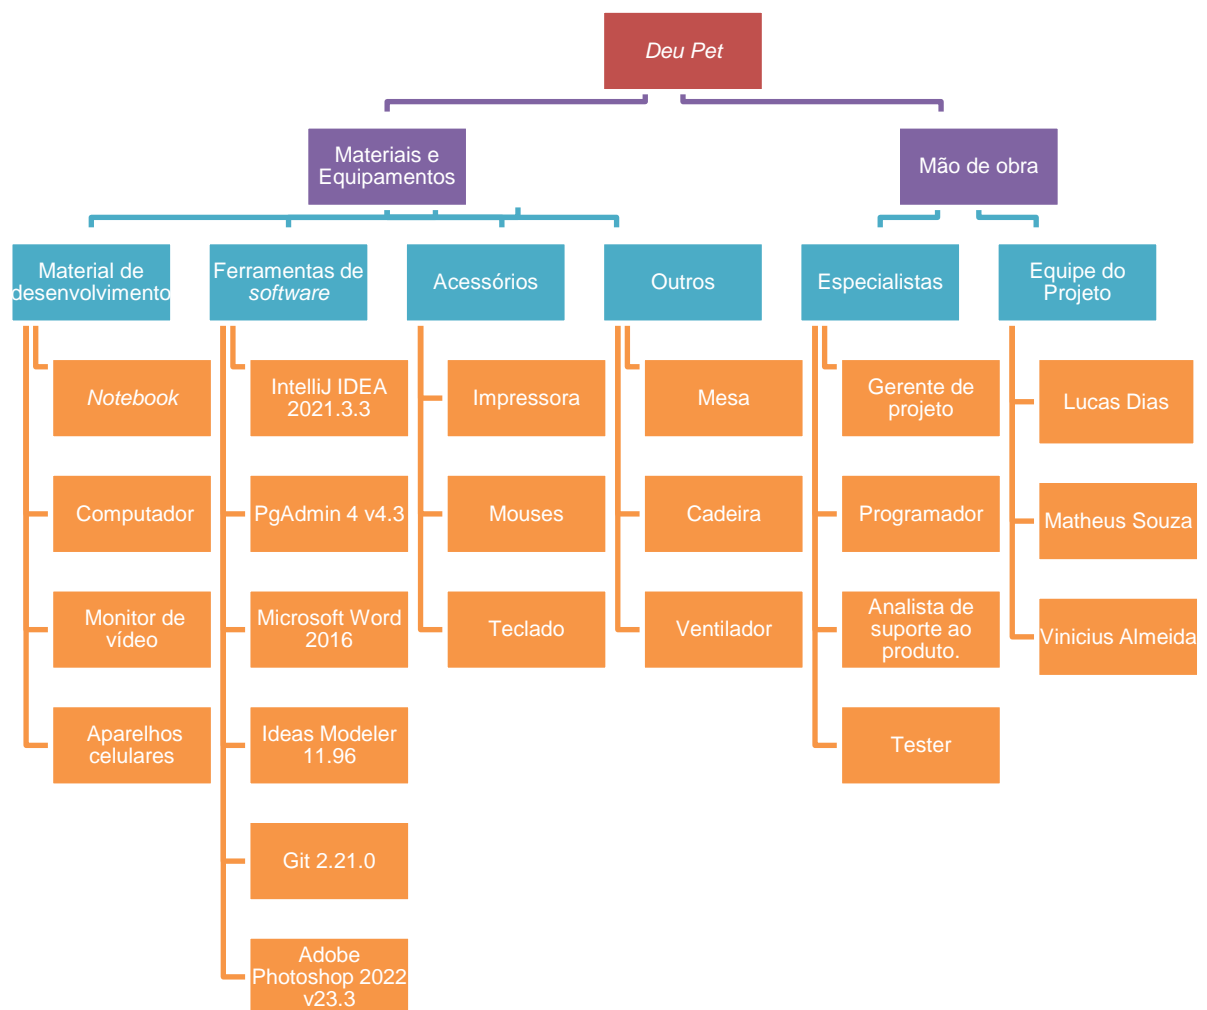 Deu Pet
Materiais e
Equipamentos
Mão de obra
Material de
desenvolvimento
Ferramentas de
software
Acessórios
Outros
Especialistas
Equipe do
Projeto
Notebook
Computador
Monitor de
vídeo
Aparelhos
celulares
IntelliJ IDEA
2021.3.3
PgAdmin 4 v4.3
Microsoft Word
2016
Ideas Modeler
11.96
Git 2.21.0
Adobe
Photoshop 2022
v23.3
Impressora
Mouses
Teclado
Mesa
Cadeira
Ventilador
Gerente de
projeto
Programador
Analista de
suporte ao
produto.
Tester
Lucas Dias
Matheus Souza
Vinicius Almeida